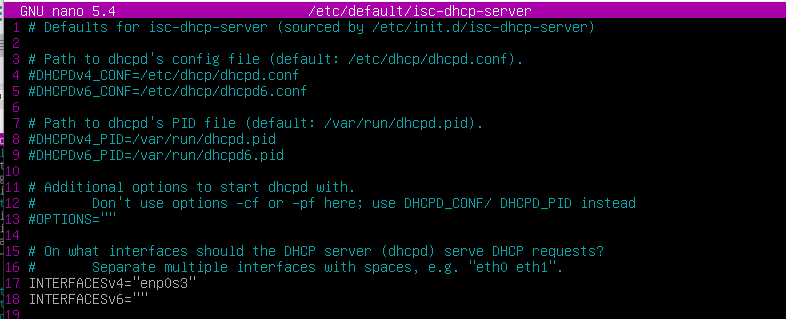 GNU nano 5.4 /etc/default/isc-dhcp-server
1 # Defaults for isc-dhcp-server (sourced by /etc/init.d/isc-dhcp-server)
2
3 # Path to dhcpd's config file (default: /etc/dhcp/dhcpd.conf).
4 #DHCPDv4_CONF=/etc/dhcp/dhcpd.conf
5 #DHCPDv6_CONF=/etc/dhcp/dhcpd6.conf
6
7 # Path to dhcpd's PID file (default: /var/run/dhcpd.pid).
8 #DHCPDv4_PID=/var/run/dhcpd.pid
9 #DHCPDv6_PID=/var/run/dhcpd6.pid
10
11 # Additional options to start dhcpd with.
12 # Don't use options -cf or -pf here; use DHCPD_CONF/ DHCPD_PID instead
13 #OPTIONS=""
14
15 # On what interfaces should the DHCP server (dhcpd) serve DHCP requests?
16 # Separate multiple interfaces with spaces, e.g. "eth0 eth1".
17 INTERFACESv4="enp0s3"
18 INTERFACESv6=""
19